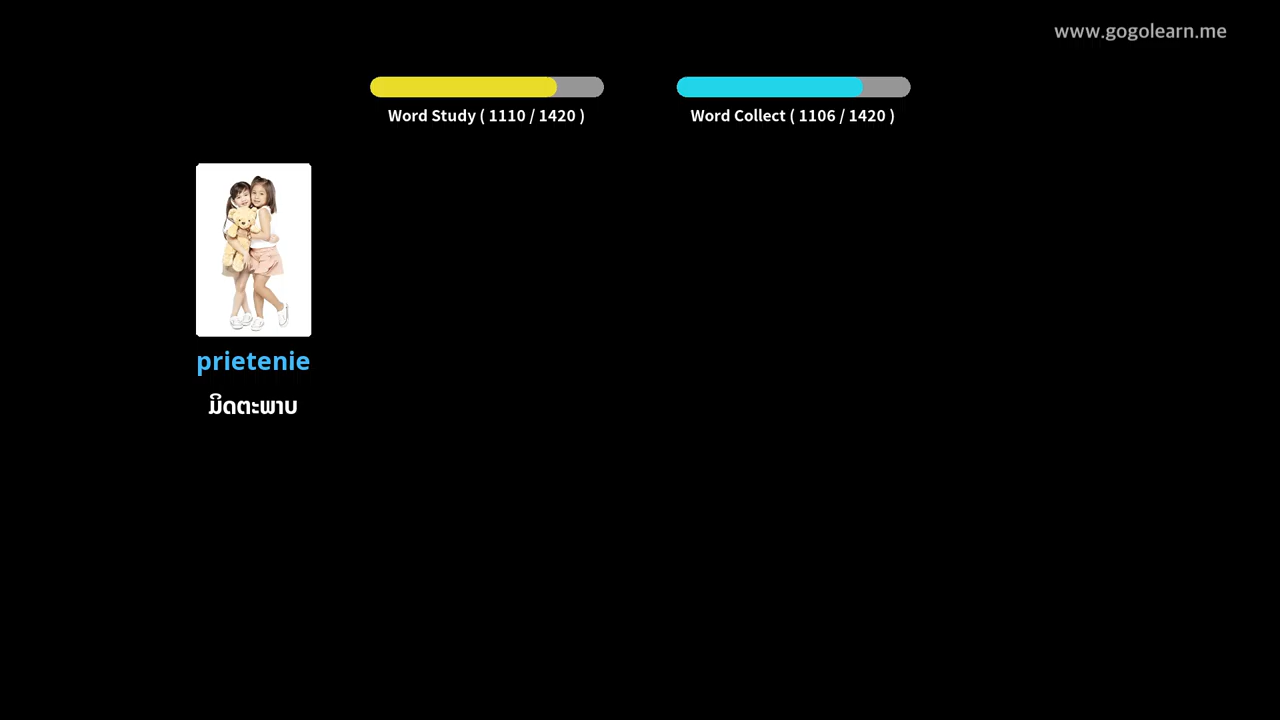 www.gogolearn.me
Word Study ( 1110 / 1420 )
Word Collect ( 1106 / 1420 )
prietenie
ມິດຕະພາບ